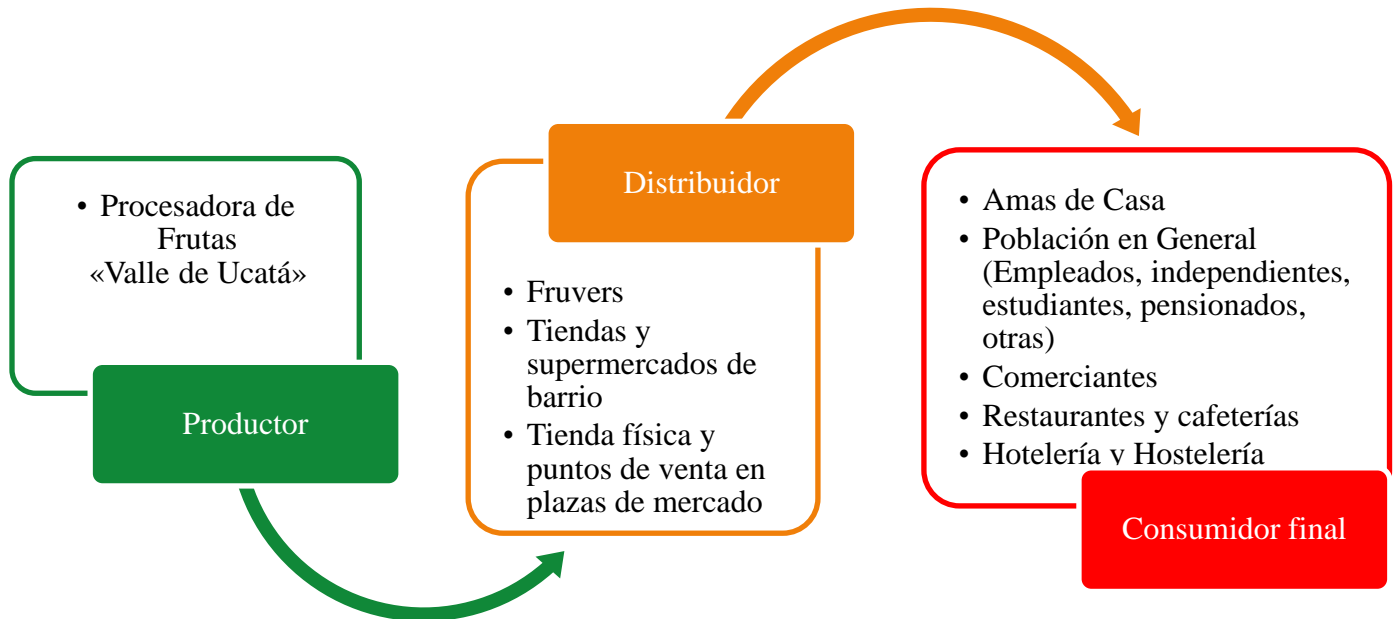 • Procesadora de
Frutas
«Valle de Ucatá»
Productor
Distribuidor
• Fruvers
• Tiendas y
supermercados de
barrio
• Tienda física y
puntos de venta en
plazas de mercado
• Amas de Casa
• Población en General
(Empleados, independientes,
estudiantes, pensionados,
otras)
• Comerciantes
• Restaurantes y cafeterías
• Hotelería y Hostelería
Consumidor final